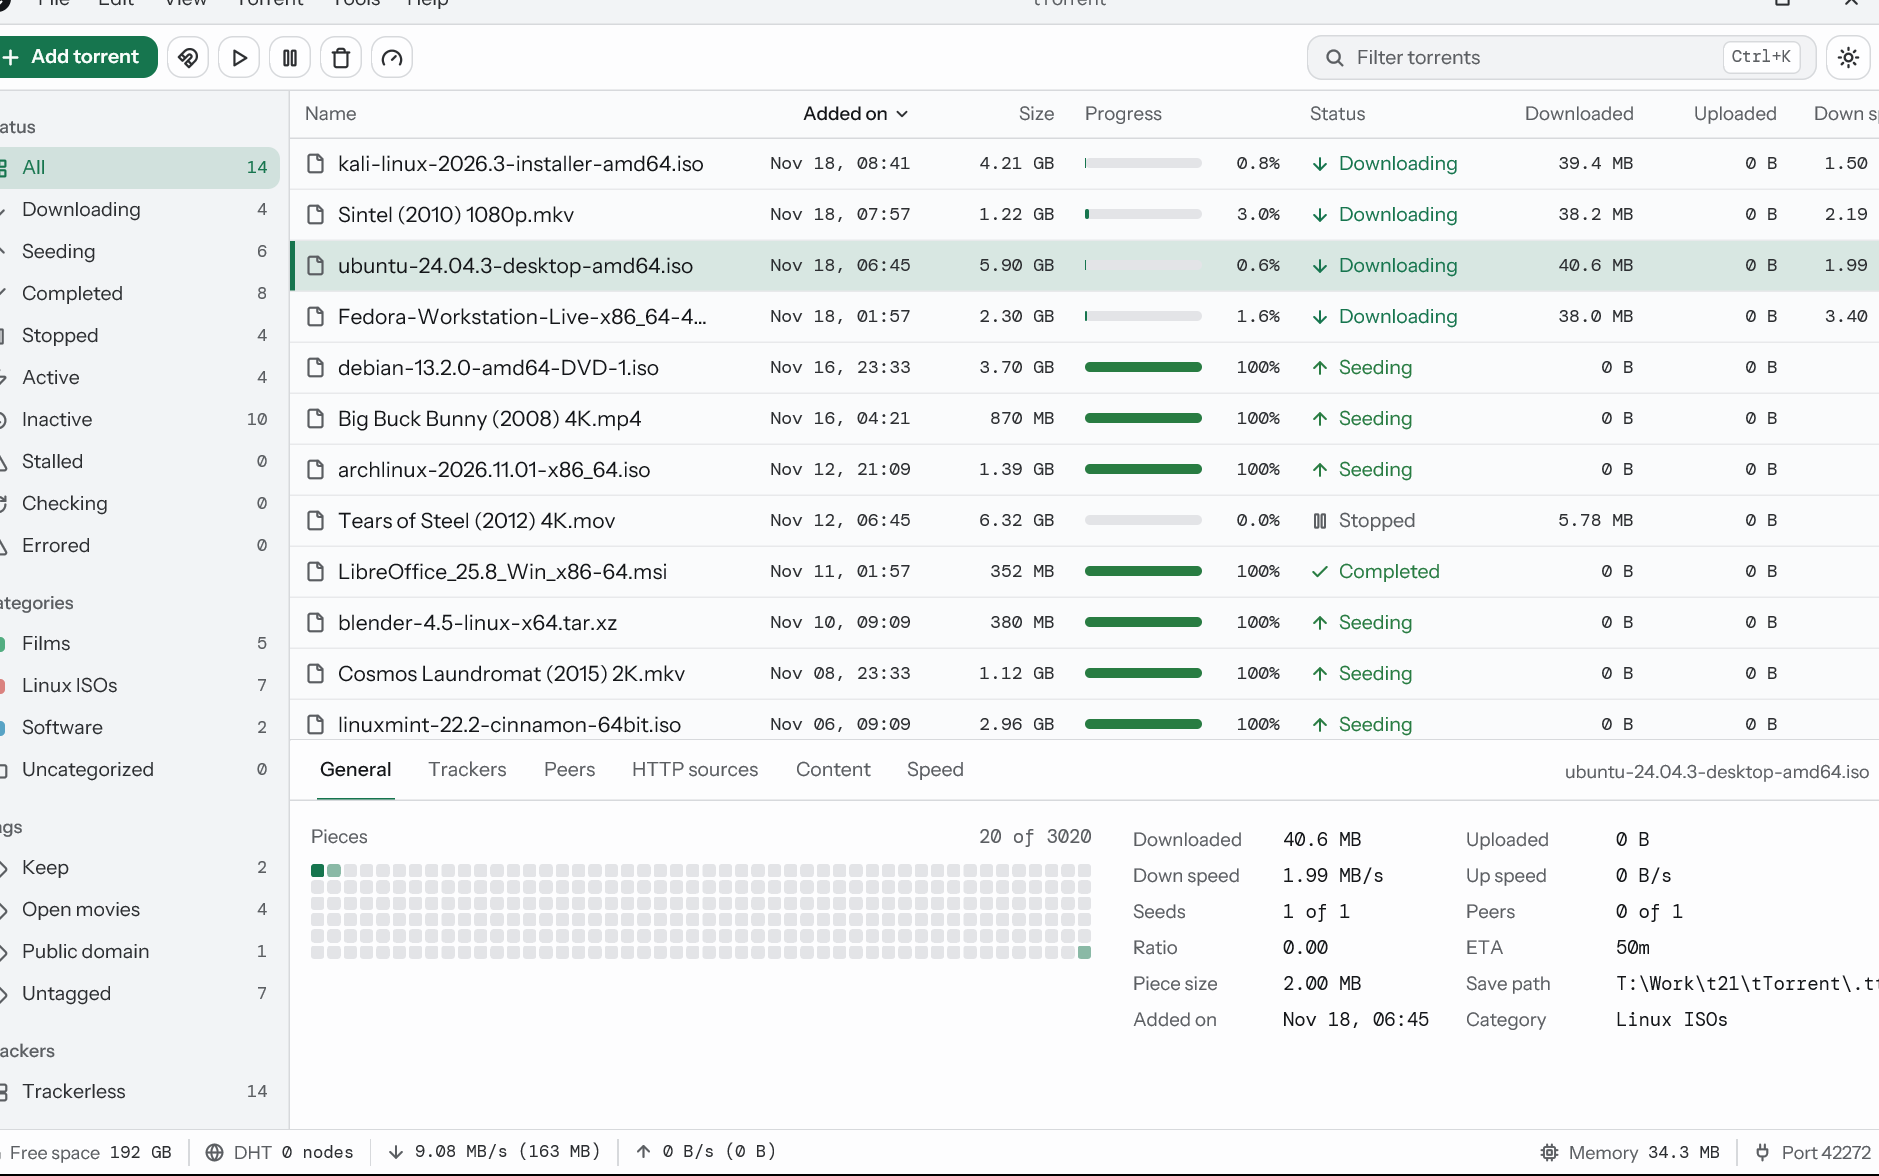 File Edit View Torrent Tools Help tTorrent
Add torrent Filter torrents Ctrl+K
atus
All 14
Downloading 4
Seeding 6
Completed 8
Stopped 4
Active 4
Inactive 10
Stalled 0
Checking 0
Errored 0
ategories
Films 5
Linux ISOs 7
Software 2
Uncategorized 0
gs
Keep 2
Open movies 4
Public domain 1
Untagged 7
ackers
Trackerless 14
Name Added on Size Progress Status Downloaded Uploaded Down s
kali-linux-2026.3-installer-amd64.iso Nov 18, 08:41 4.21 GB 0.8% Downloading 39.4 MB 0 B 1.50
Sintel (2010) 1080p.mkv Nov 18, 07:57 1.22 GB 3.0% Downloading 38.2 MB 0 B 2.19
ubuntu-24.04.3-desktop-amd64.iso Nov 18, 06:45 5.90 GB 0.6% Downloading 40.6 MB 0 B 1.99
Fedora-Workstation-Live-x86_64-4... Nov 18, 01:57 2.30 GB 1.6% Downloading 38.0 MB 0 B 3.40
debian-13.2.0-amd64-DVD-1.iso Nov 16, 23:33 3.70 GB 100% Seeding 0 B 0 B
Big Buck Bunny (2008) 4K.mp4 Nov 16, 04:21 870 MB 100% Seeding 0 B 0 B
archlinux-2026.11.01-x86_64.iso Nov 12, 21:09 1.39 GB 100% Seeding 0 B 0 B
Tears of Steel (2012) 4K.mov Nov 12, 06:45 6.32 GB 0.0% Stopped 5.78 MB 0 B
LibreOffice_25.8_Win_x86-64.msi Nov 11, 01:57 352 MB 100% Completed 0 B 0 B
blender-4.5-linux-x64.tar.xz Nov 10, 09:09 380 MB 100% Seeding 0 B 0 B
Cosmos Laundromat (2015) 2K.mkv Nov 08, 23:33 1.12 GB 100% Seeding 0 B 0 B
linuxmint-22.2-cinnamon-64bit.iso Nov 06, 09:09 2.96 GB 100% Seeding 0 B 0 B
General Trackers Peers HTTP sources Content Speed ubuntu-24.04.3-desktop-amd64.iso
Pieces 20 of 3020
Downloaded 40.6 MB Uploaded 0 B
Down speed 1.99 MB/s Up speed 0 B/s
Seeds 1 of 1 Peers 0 of 1
Ratio 0.00 ETA 50m
Piece size 2.00 MB Save path T:\Work\t21\tTorrent\.t
Added on Nov 18, 06:45 Category Linux ISOs
Free space 192 GB DHT 0 nodes 9.08 MB/s (163 MB) 0 B/s (0 B) Memory 34.3 MB Port 42272